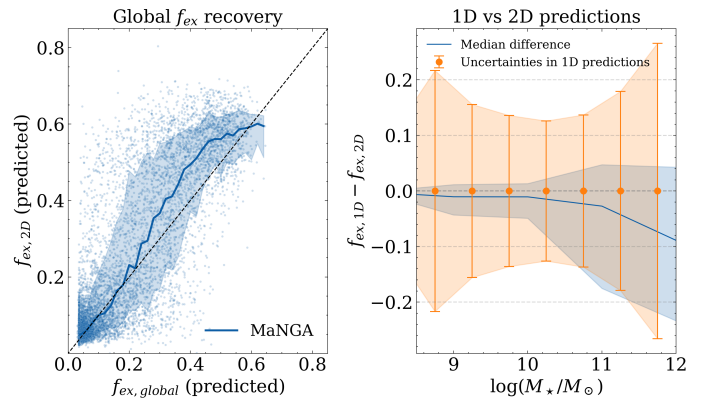 Global f_ex recovery
1D vs 2D predictions
f_ex, 2D (predicted)
0.8
0.6
0.4
0.2
MaNGA
0.0
0.2
0.4
0.6
0.8
f_ex, global (predicted)
f_ex, 1D − f_ex, 2D
0.2
0.1
0.0
−0.1
−0.2
Median difference
Uncertainties in 1D predictions
9
10
11
12
log(M⋆/M⊙)